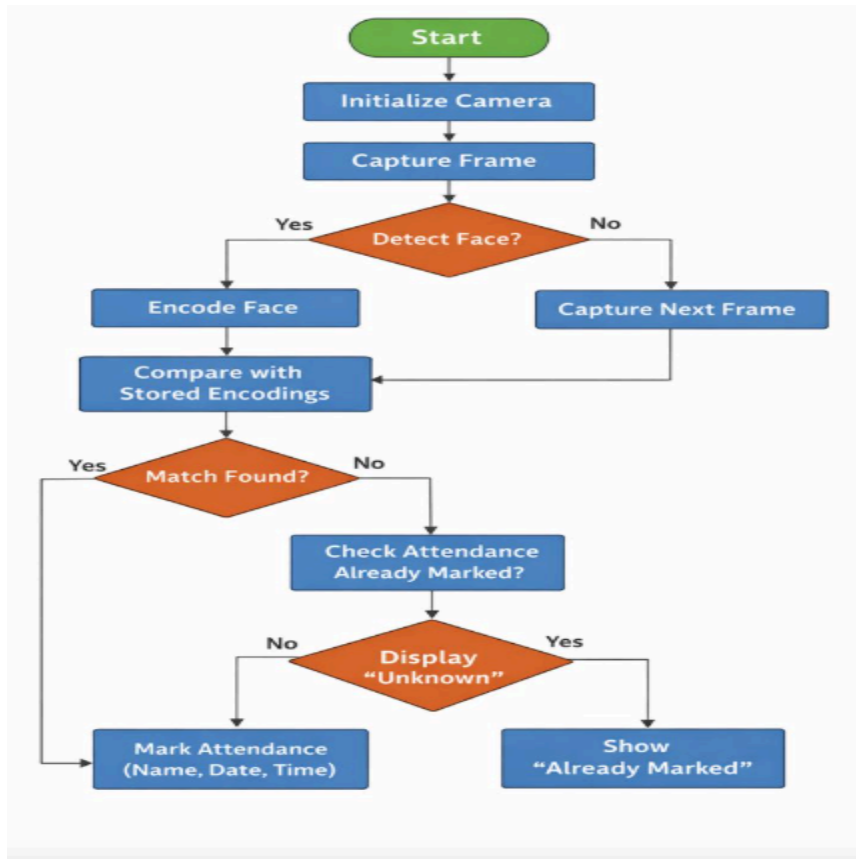 Start
Initialize Camera
Capture Frame
Detect Face?
Yes
No
Encode Face
Capture Next Frame
Compare with
Stored Encodings
Match Found?
Yes
No
Check Attendance
Already Marked?
Display
“Unknown”
No
Yes
Mark Attendance
(Name, Date, Time)
Show
“Already Marked”